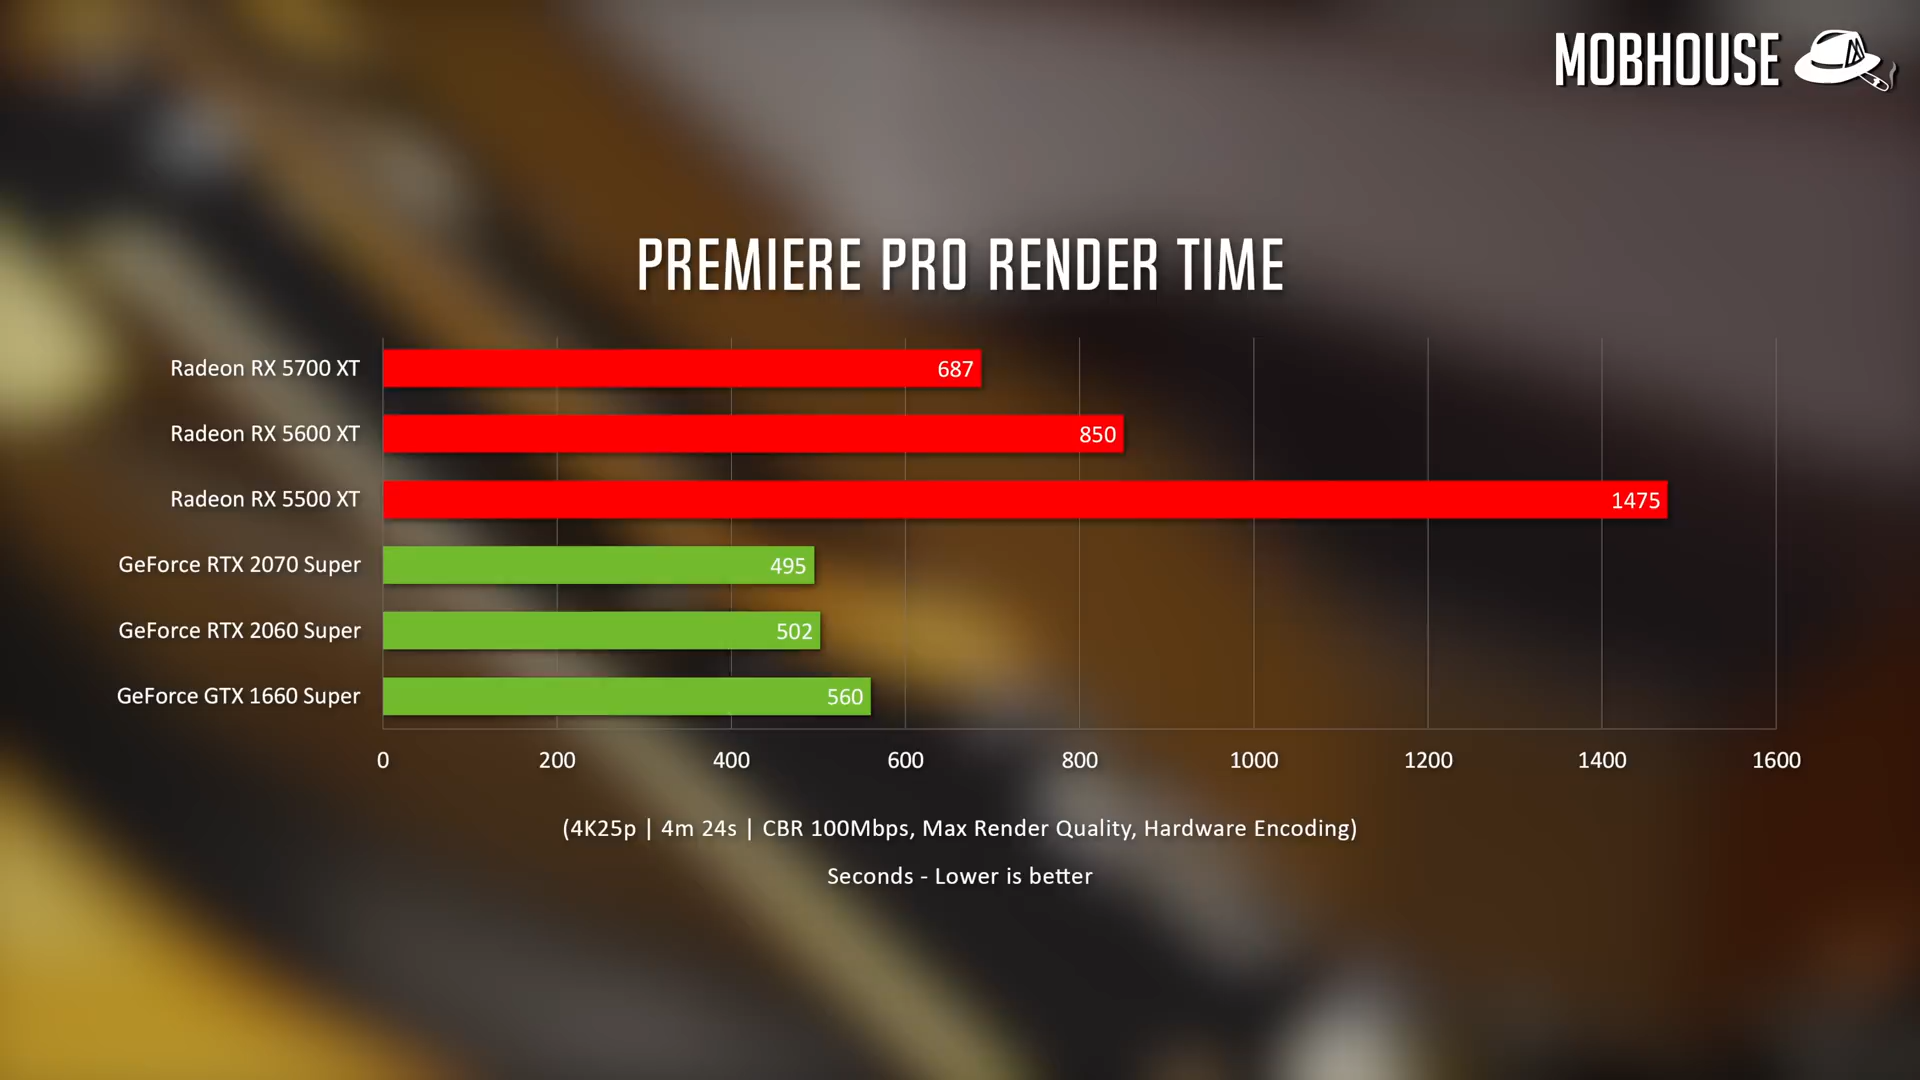 MOBHOUSE
PREMIERE PRO RENDER TIME
Radeon RX 5700 XT 687
Radeon RX 5600 XT 850
Radeon RX 5500 XT 1475
GeForce RTX 2070 Super 495
GeForce RTX 2060 Super 502
GeForce GTX 1660 Super 560
0 200 400 600 800 1000 1200 1400 1600
(4K25p | 4m 24s | CBR 100Mbps, Max Render Quality, Hardware Encoding)
Seconds - Lower is better